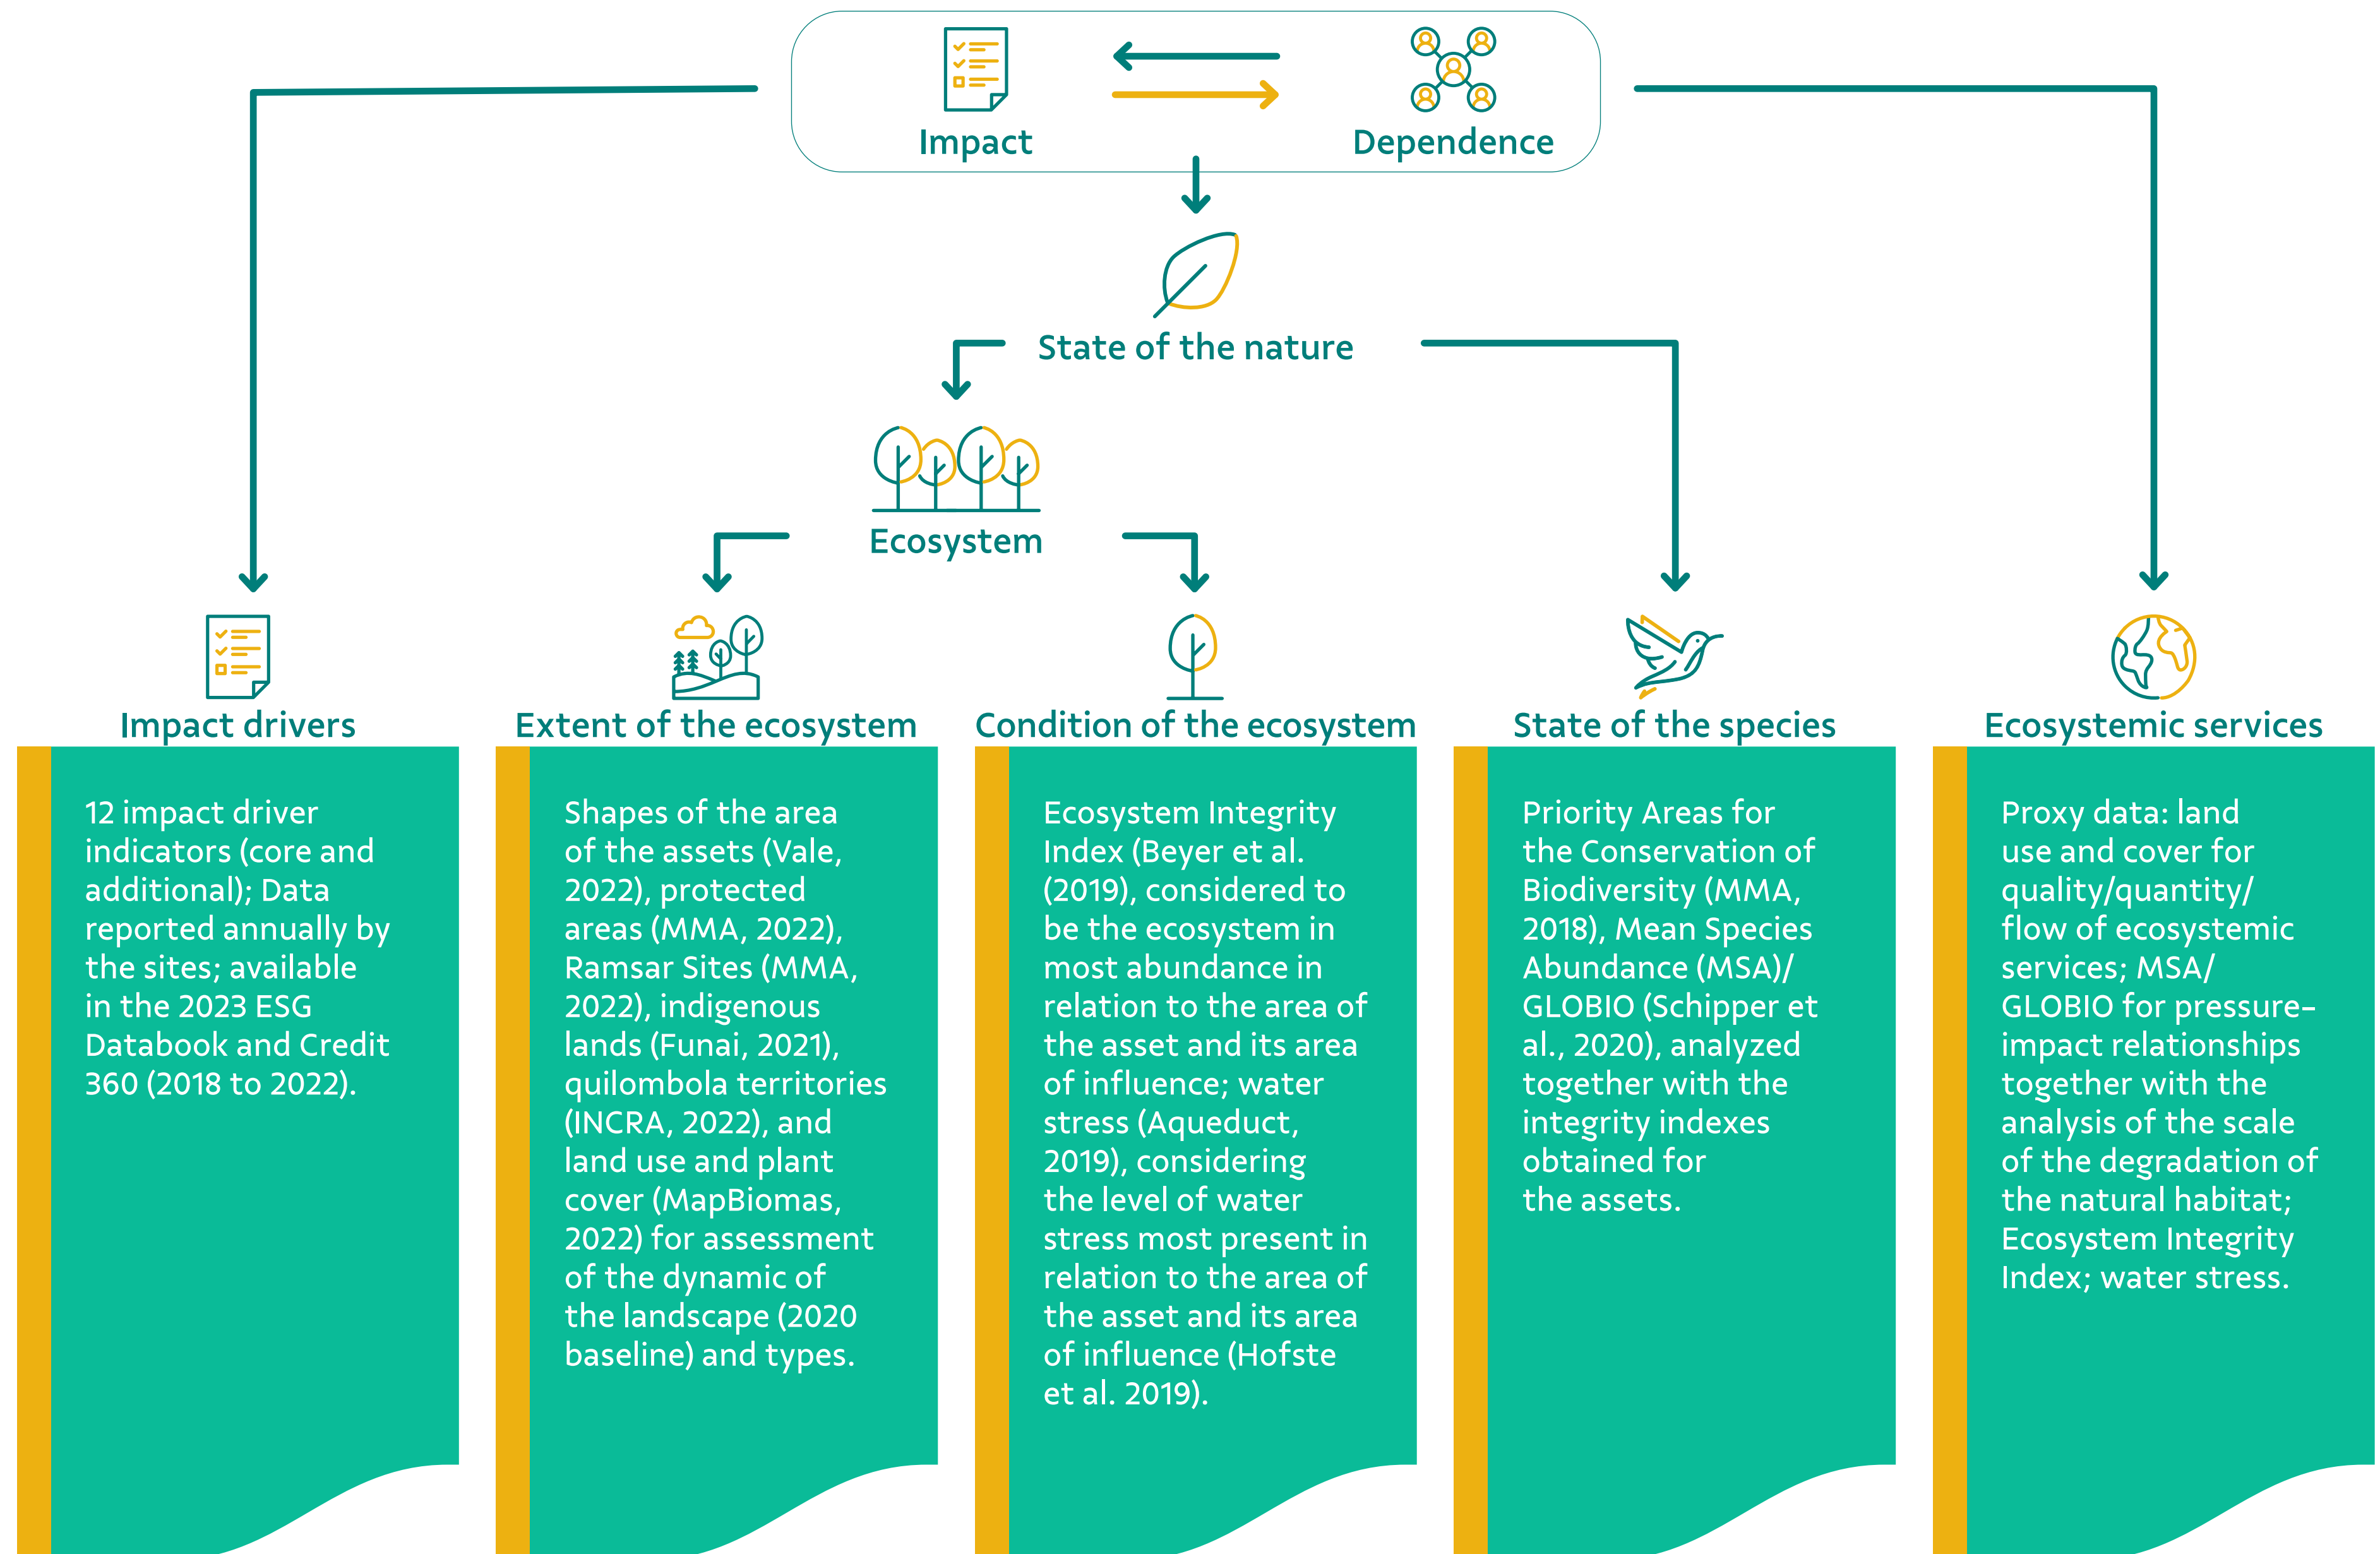 Impact
Dependence
State of the nature
Ecosystem
Impact drivers
12 impact driver
indicators (core and
additional); Data
reported annually by
the sites; available
in the 2023 ESG
Databook and Credit
360 (2018 to 2022).
Extent of the ecosystem
Shapes of the area
of the assets (Vale,
2022), protected
areas (MMA, 2022),
Ramsar Sites (MMA,
2022), indigenous
lands (Funai, 2021),
quilombola territories
(INCRA, 2022), and
land use and plant
cover (MapBiomas,
2022) for assessment
of the dynamic of
the landscape (2020
baseline) and types.
Condition of the ecosystem
Ecosystem Integrity
Index (Beyer et al.
(2019), considered to
be the ecosystem in
most abundance in
relation to the area of
the asset and its area
of influence; water
stress (Aqueduct,
2019), considering
the level of water
stress most present in
relation to the area of
the asset and its area
of influence (Hofste
et al. 2019).
State of the species
Priority Areas for
the Conservation of
Biodiversity (MMA,
2018), Mean Species
Abundance (MSA)/
GLOBIO (Schipper et
al., 2020), analyzed
together with the
integrity indexes
obtained for
the assets.
Ecosystemic services
Proxy data: land
use and cover for
quality/quantity/
flow of ecosystemic
services; MSA/
GLOBIO for pressure-
impact relationships
together with the
analysis of the scale
of the degradation of
the natural habitat;
Ecosystem Integrity
Index; water stress.